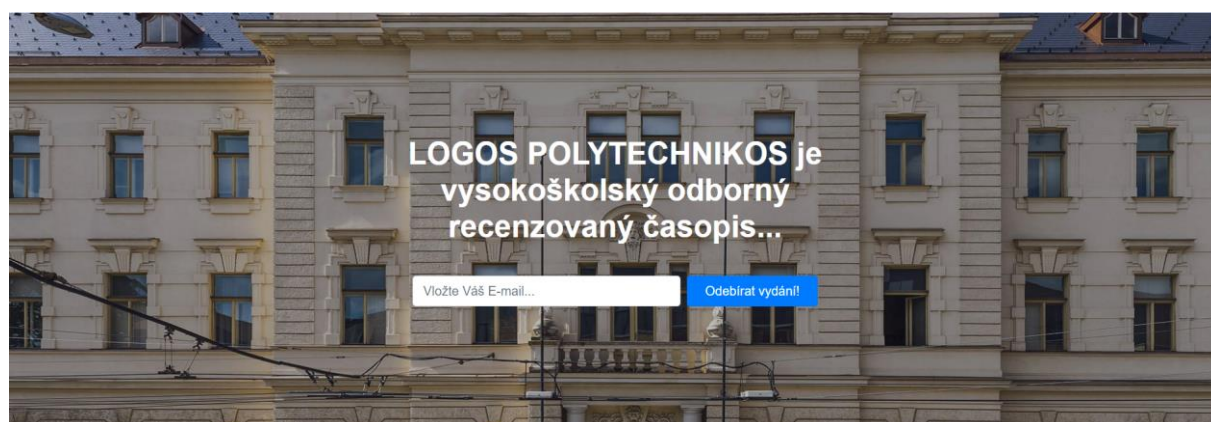 LOGOS POLYTECHNIKOS je
vysokoškolský odborný
recenzovaný časopis...
Vložte Váš E-mail...
Odebírat vydání!